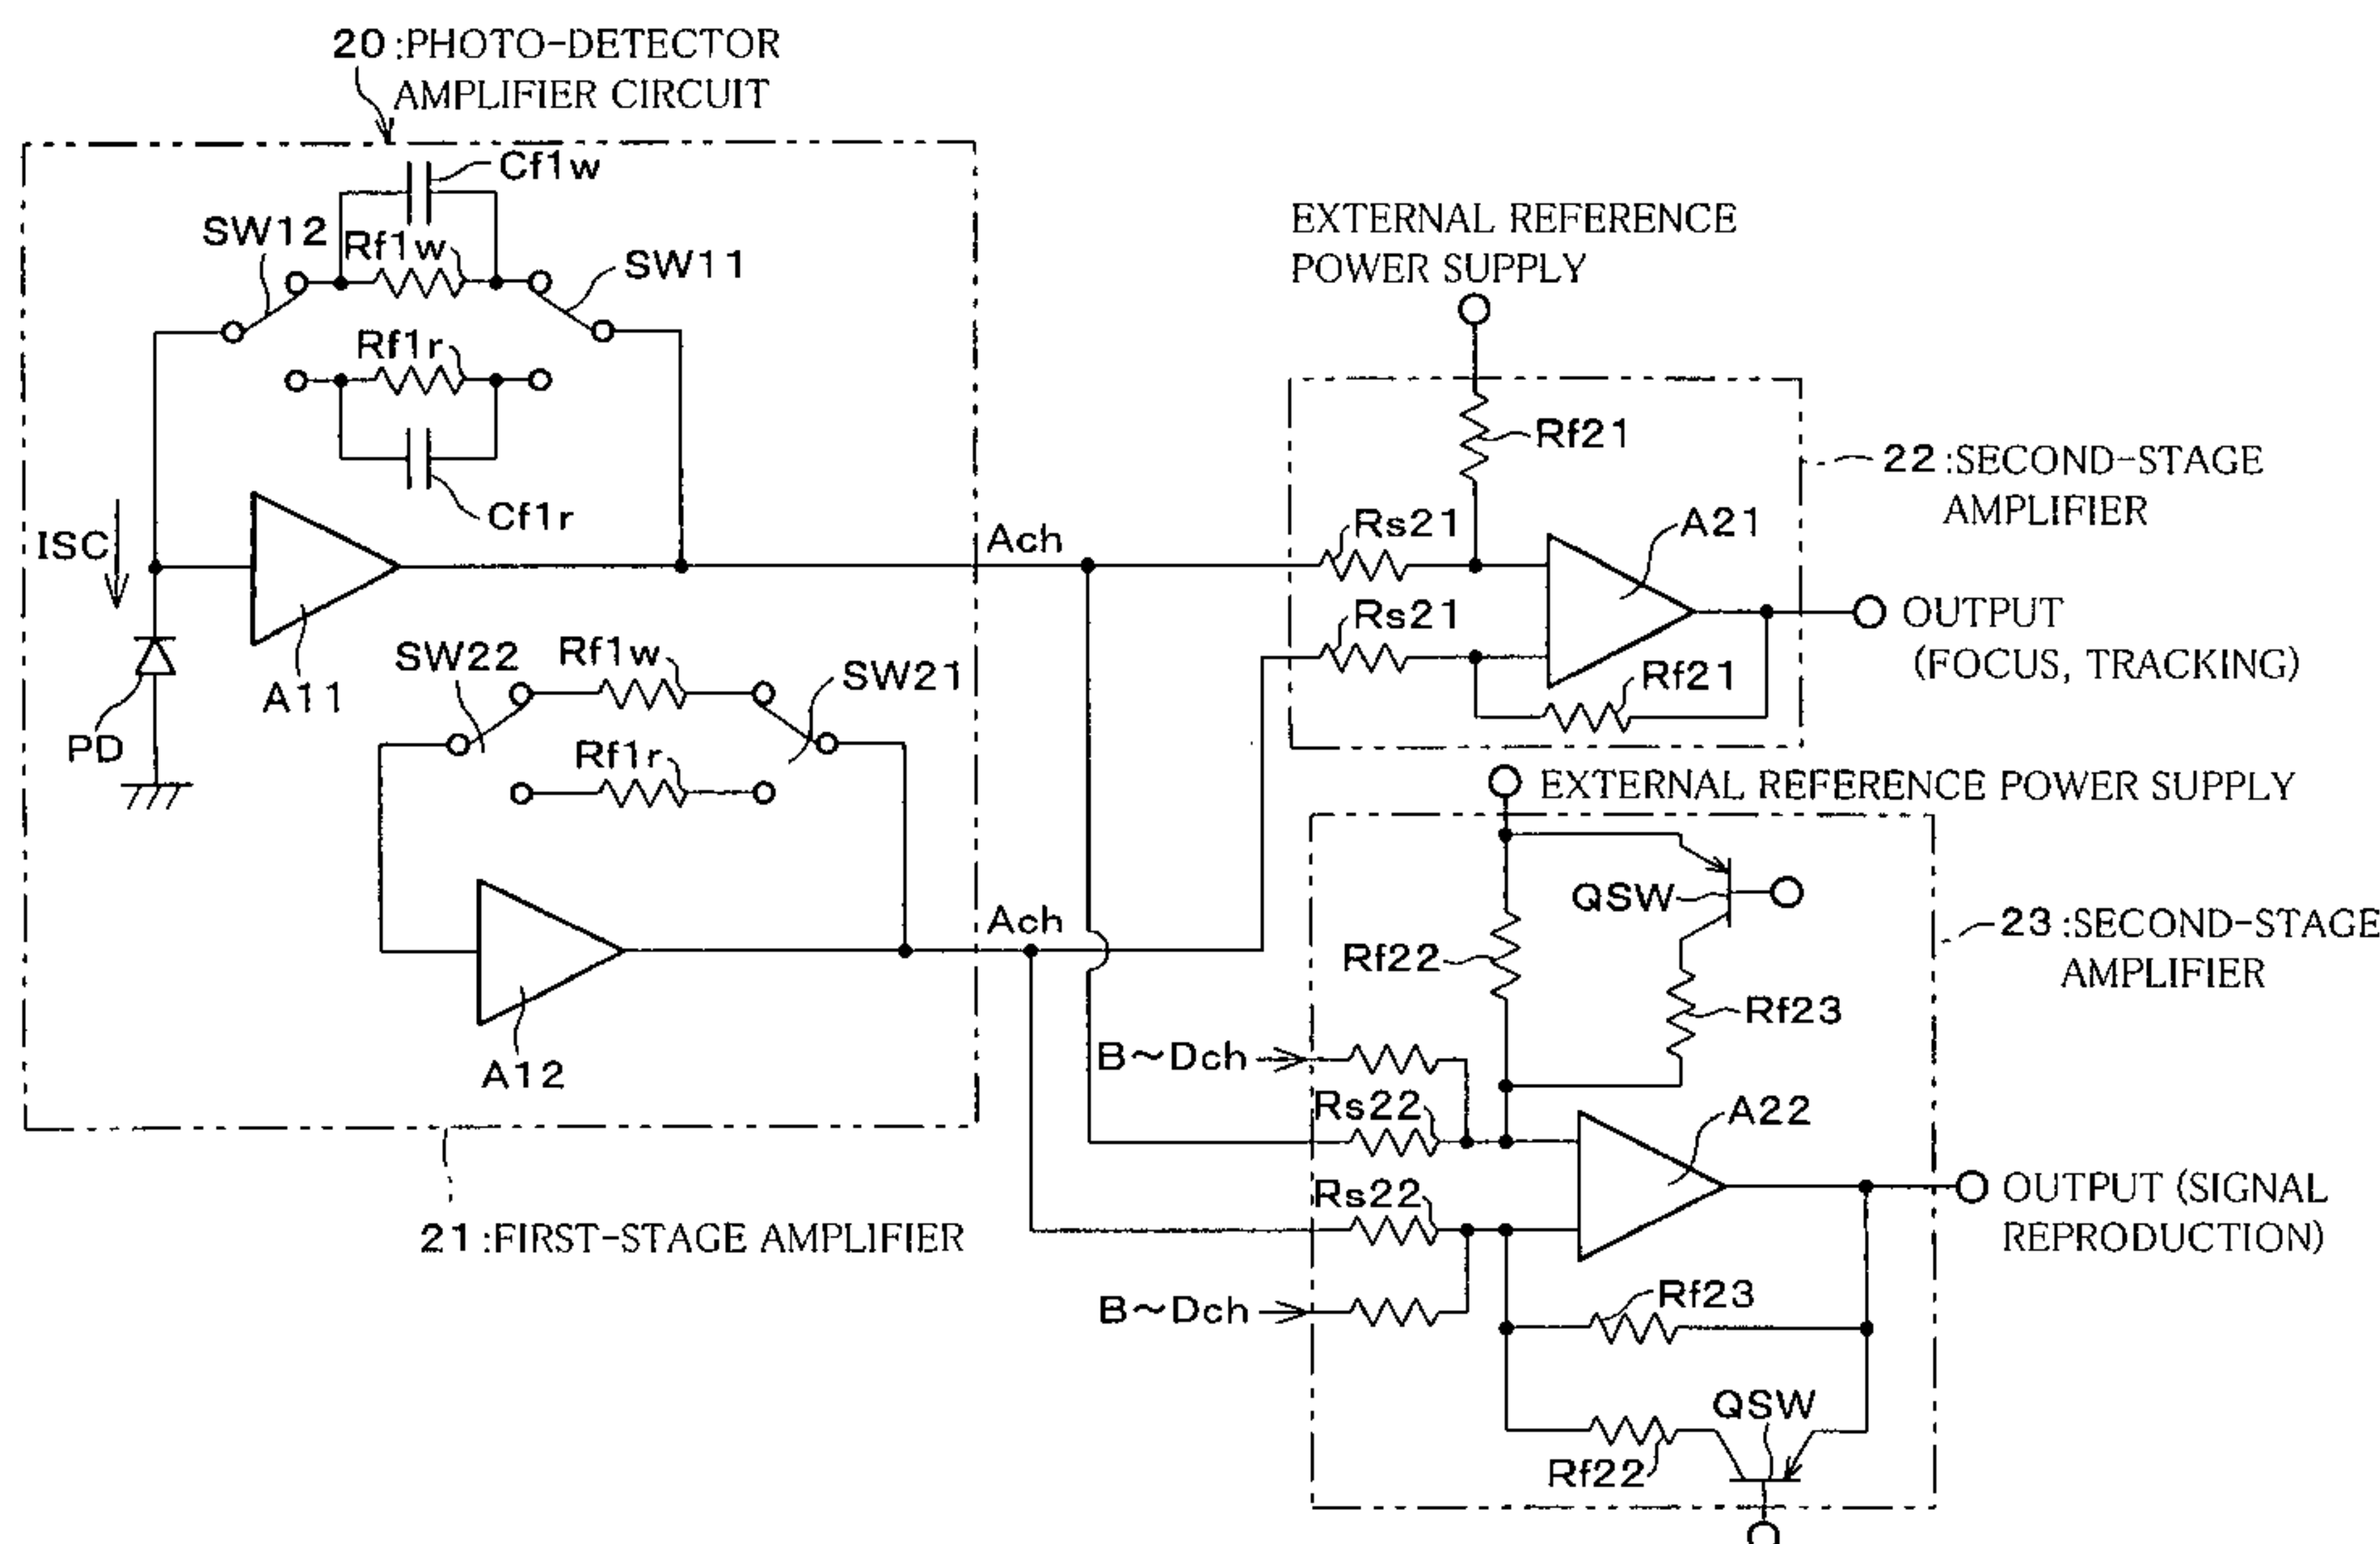 20 :PHOTO-DETECTOR
AMPLIFIER CIRCUIT
Cf1w
SW12
Rf1w
SW11
Rf1r
Cf1r
ISC
A11
PD
SW22
Rf1w
SW21
Rf1r
A12
Ach
Ach
21 :FIRST-STAGE AMPLIFIER
EXTERNAL REFERENCE
POWER SUPPLY
Rf21
22 :SECOND-STAGE
AMPLIFIER
Rs21
A21
Rs21
Rf21
OUTPUT
(FOCUS, TRACKING)
EXTERNAL REFERENCE POWER SUPPLY
QSW
23 :SECOND-STAGE
AMPLIFIER
Rf22
Rf23
B~Dch
Rs22
A22
Rs22
OUTPUT (SIGNAL
REPRODUCTION)
B~Dch
Rf23
QSW
Rf22